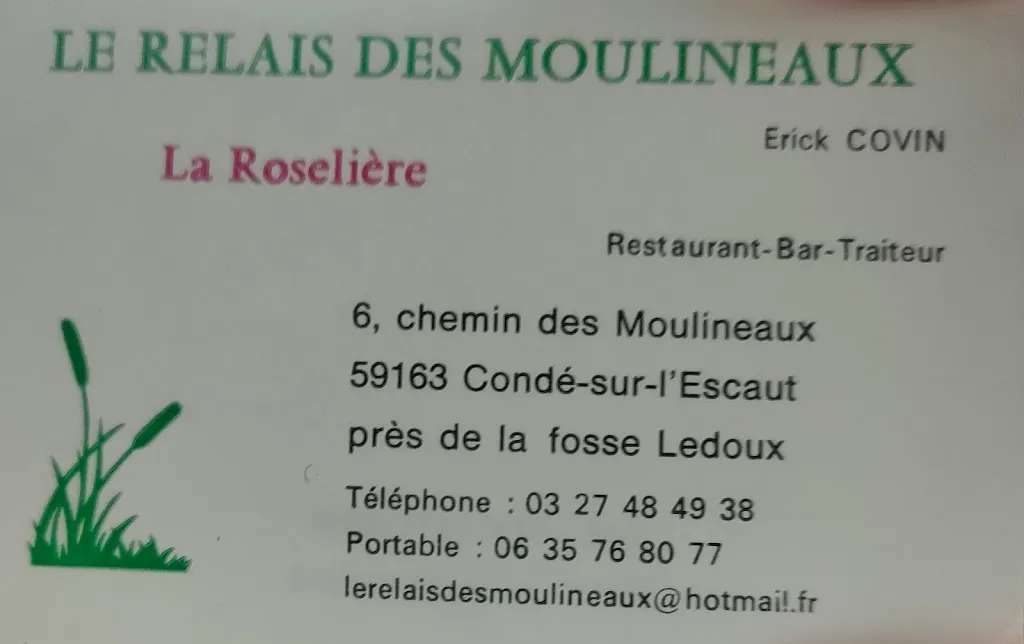 LE RELAIS DES MOULINEAUX
Erick COVIN
La Roselière
Restaurant-Bar-Traiteur
6, chemin des Moulineaux
59163 Condé-sur-l'Escaut
près de la fosse Ledoux
Téléphone : 03 27 48 49 38
Portable : 06 35 76 80 77
lerelaisdesmoulineaux@hotmail.fr